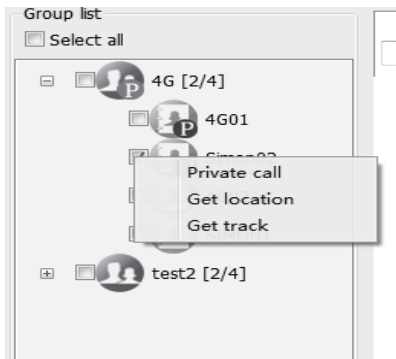 Group list
Select all
4G [2/4]
P
4G01
P
Private call
Get location
Get track
test2 [2/4]